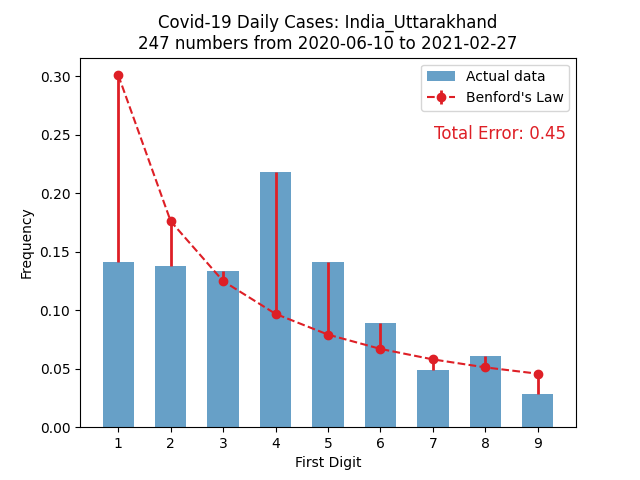 Covid-19 Daily Cases: India_Uttarakhand
247 numbers from 2020-06-10 to 2021-02-27
Actual data
Benford's Law
Total Error: 0.45
Frequency
0.30
0.25
0.20
0.15
0.10
0.05
0.00
1 2 3 4 5 6 7 8 9
First Digit